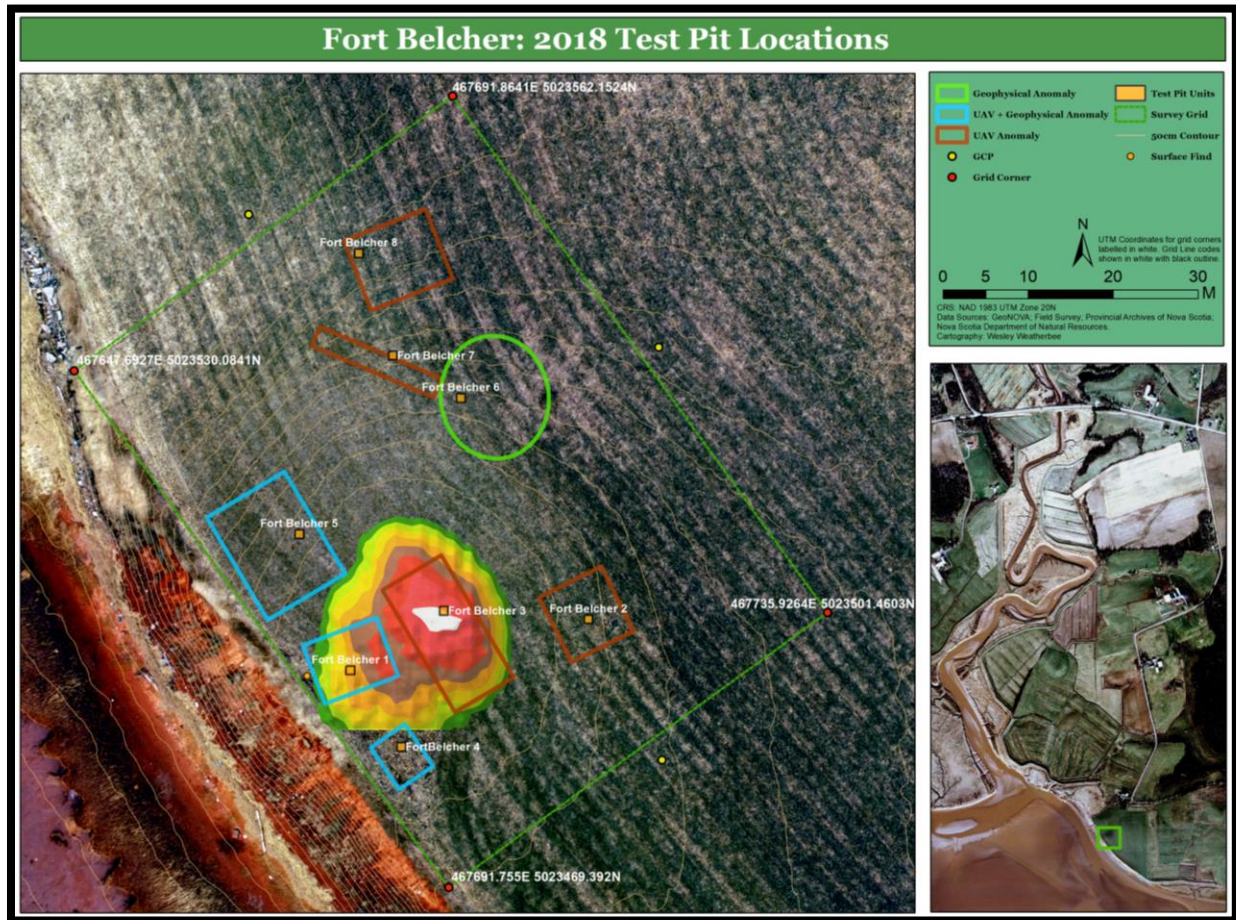 Fort Belcher: 2018 Test Pit Locations
467691.8641E 5023562.1524N
Fort Belcher 8
467647.6927E 5023530.0841N
Fort Belcher 7
Fort Belcher 6
Fort Belcher 5
Fort Belcher 3
Fort Belcher 2
467735.9264E 5023501.4603N
Fort Belcher 1
FortBelcher 4
467691.755E 5023469.392N
Geophysical Anomaly
UAV + Geophysical Anomaly
UAV Anomaly
GCP
Grid Corner
Test Pit Units
Survey Grid
50cm Contour
Surface Find
N
UTM Coordinates for grid corners
labelled in white. Grid Line codes
shown in white with black outline.
0 5 10 20 30
M
CRS: NAD 1983 UTM Zone 20N
Data Sources: GeoNOVA; Field Survey; Provincial Archives of Nova Scotia;
Nova Scotia Department of Natural Resources.
Cartography: Wesley Weatherbee